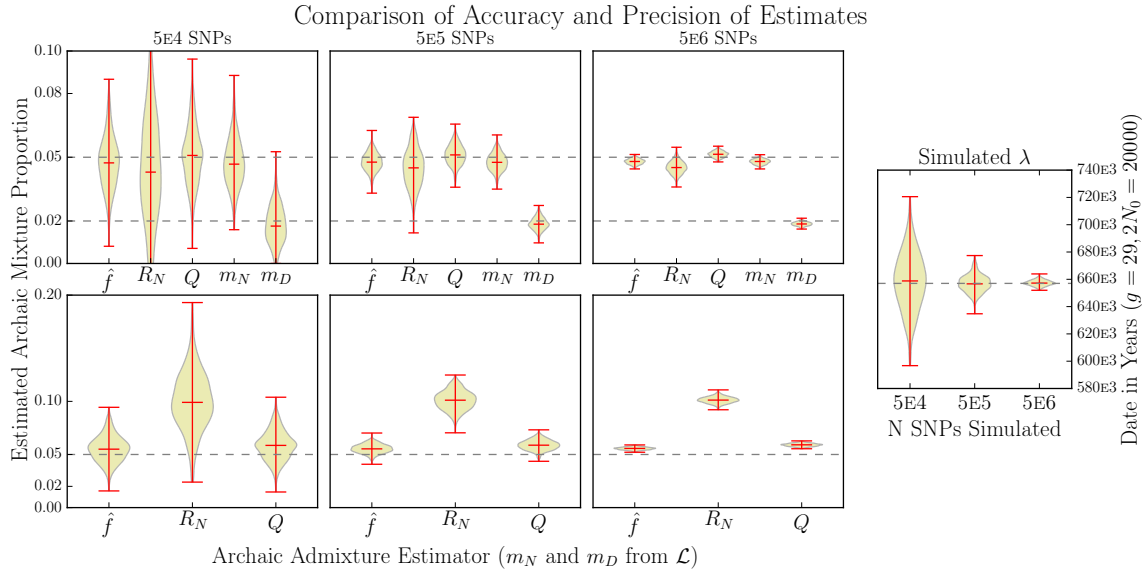 Comparison of Accuracy and Precision of Estimates
5E4 SNPs
5E5 SNPs
5E6 SNPs
Estimated Archaic Mixture Proportion
0.10
0.08
0.05
0.02
0.00
f̂ R_N Q m_N m_D
f̂ R_N Q m_N m_D
f̂ R_N Q m_N m_D
0.20
0.10
0.05
0.02
0.00
f̂ R_N Q
f̂ R_N Q
f̂ R_N Q
Archaic Admixture Estimator (m_N and m_D from ℒ)
Simulated λ
740E3
720E3
700E3
680E3
660E3
640E3
620E3
600E3
580E3
5E4 5E5 5E6
N SNPs Simulated
Date in Years (g = 29, 2N_0 = 20000)